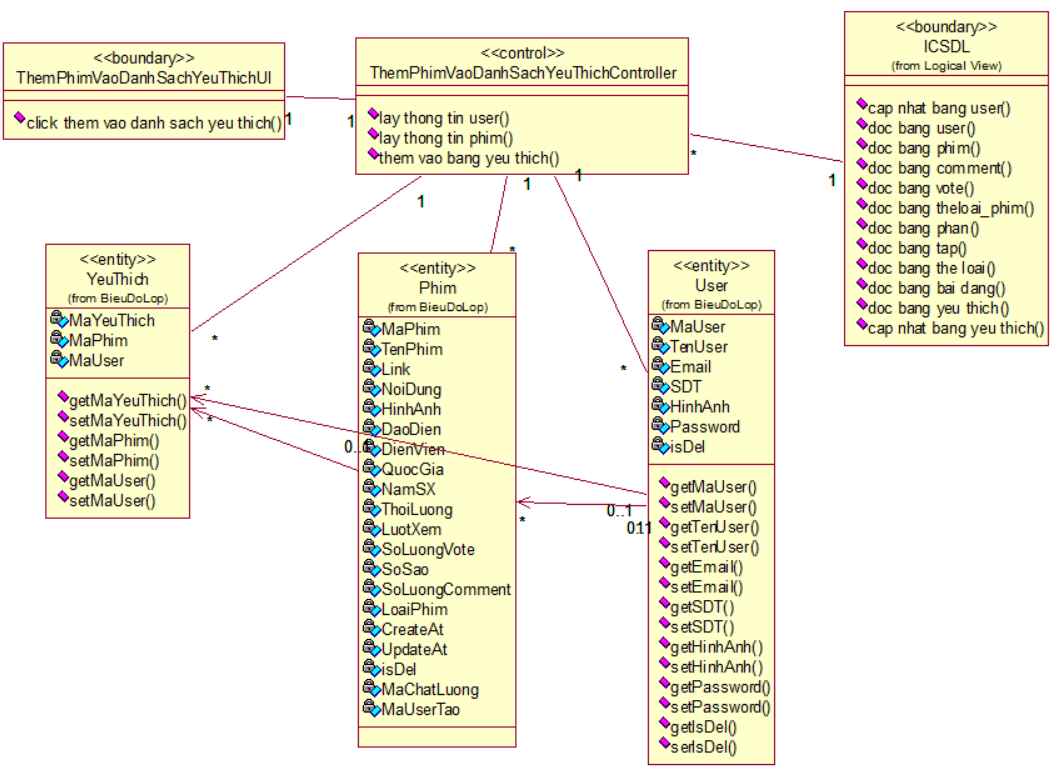 <<boundary>>
ThemPhimVaoDanhSachYeuThichUI
click them vao danh sach yeu thich()
1
<<control>>
ThemPhimVaoDanhSachYeuThichController
lay thong tin user()
lay thong tin phim()
them vao bang yeu thich()
1
*
1
1
1
<<boundary>>
ICSDL
(from Logical View)
cap nhat bang user()
doc bang user()
doc bang phim()
doc bang comment()
doc bang vote()
doc bang theloai_phim()
doc bang phan()
doc bang tap()
doc bang the loai()
doc bang bai dang()
doc bang yeu thich()
cap nhat bang yeu thich()
1
<<entity>>
YeuThich
(from BieuDoLop)
MaYeuThich
MaPhim
MaUser
getMaYeuThich()
setMaYeuThich()
getMaPhim()
setMaPhim()
getMaUser()
setMaUser()
*
*
*
*
<<entity>>
Phim
(from BieuDoLop)
MaPhim
TenPhim
Link
NoiDung
HinhAnh
DaoDien
DienVien
QuocGia
NamSX
ThoiLuong
LuotXem
SoLuongVote
SoSao
SoLuongComment
LoaiPhim
CreateAt
UpdateAt
isDel
MaChatLuong
MaUserTao
*
*
<<entity>>
User
(from BieuDoLop)
MaUser
TenUser
Email
SDT
HinhAnh
Password
isDel
getMaUser()
setMaUser()
getTenUser()
setTenUser()
getEmail()
setEmail()
getSDT()
setSDT()
getHinhAnh()
setHinhAnh()
getPassword()
setPassword()
getIsDel()
serIsDel()
0..1